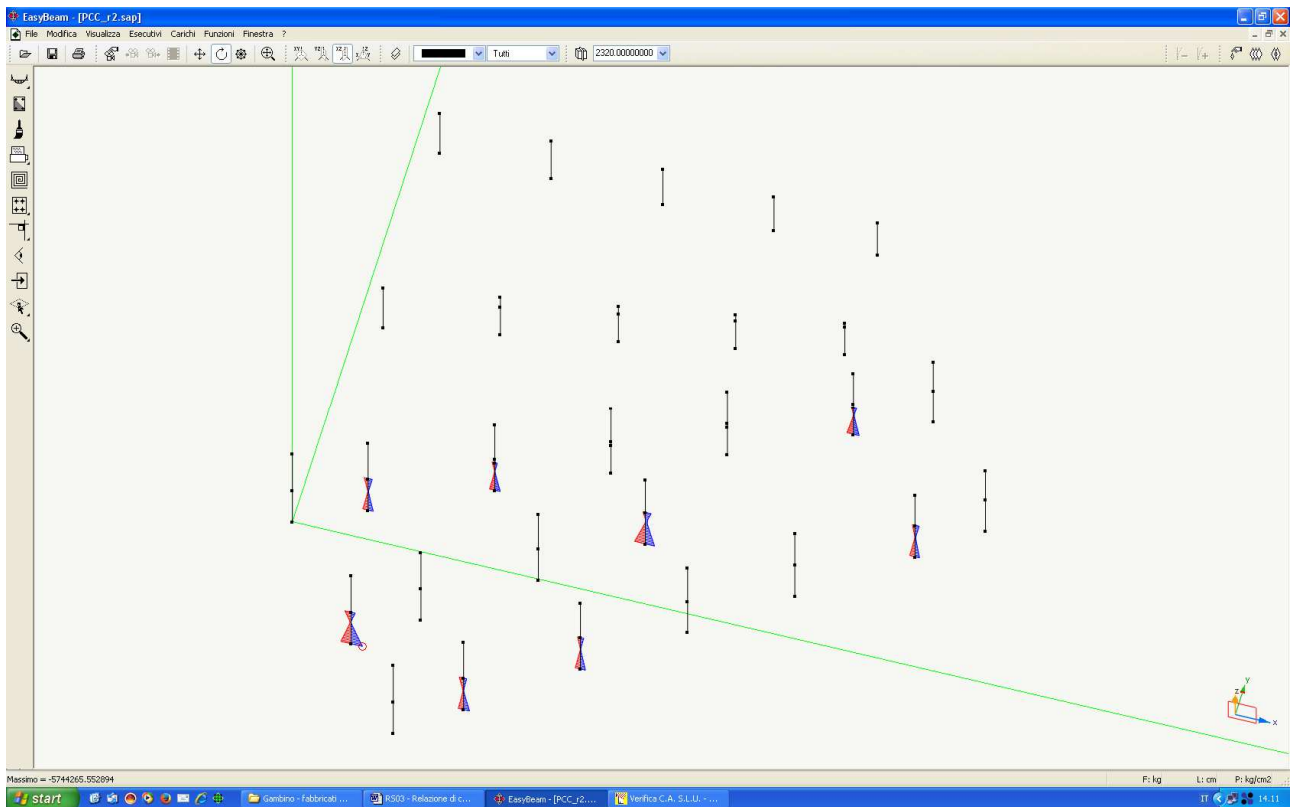 EasyBeam - [PCC_r2.sap]
File Modifica Visualizza Esecutivi Carichi Funzioni Finestra ?
Tutti 2320.00000000
z y x
Massimo = -5744265.552894 F: kg L: cm P: kg/cm2
start Gambino - fabbricati ... RS03 - Relazione di c... EasyBeam - [PCC_r2.... Verifica C.A. S.L.U. - ... IT 14.11